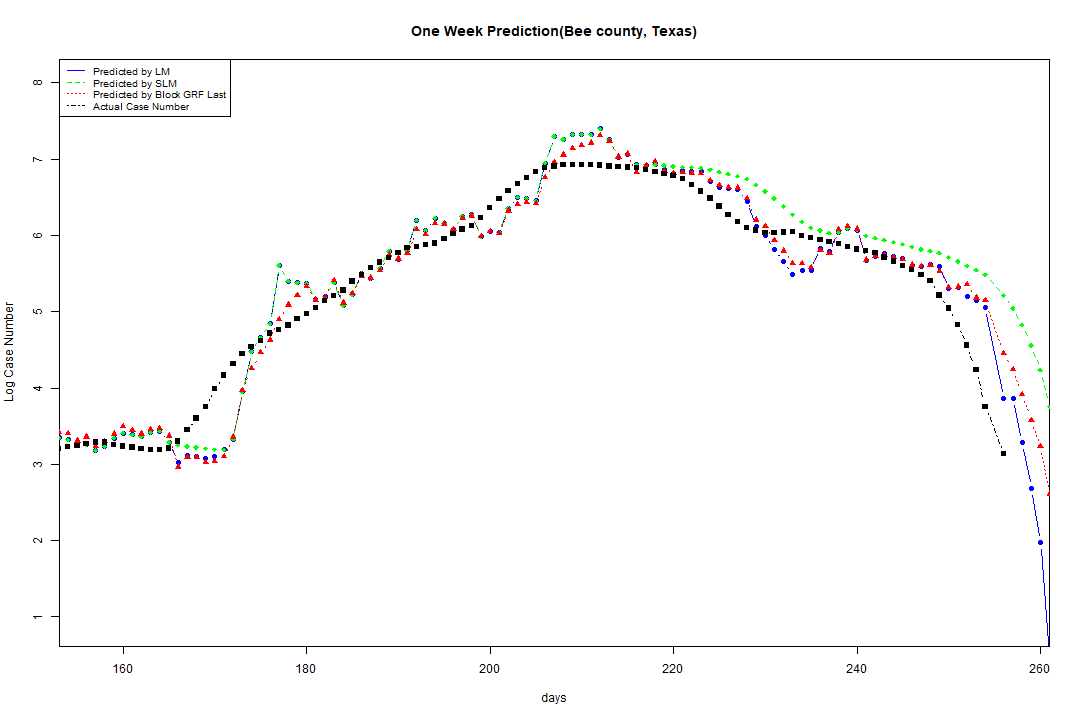 One Week Prediction(Bee county, Texas)
Predicted by LM
Predicted by SLM
Predicted by Block GRF Last
Actual Case Number
8
7
6
5
4
3
2
1
Log Case Number
160 180 200 220 240 260
days